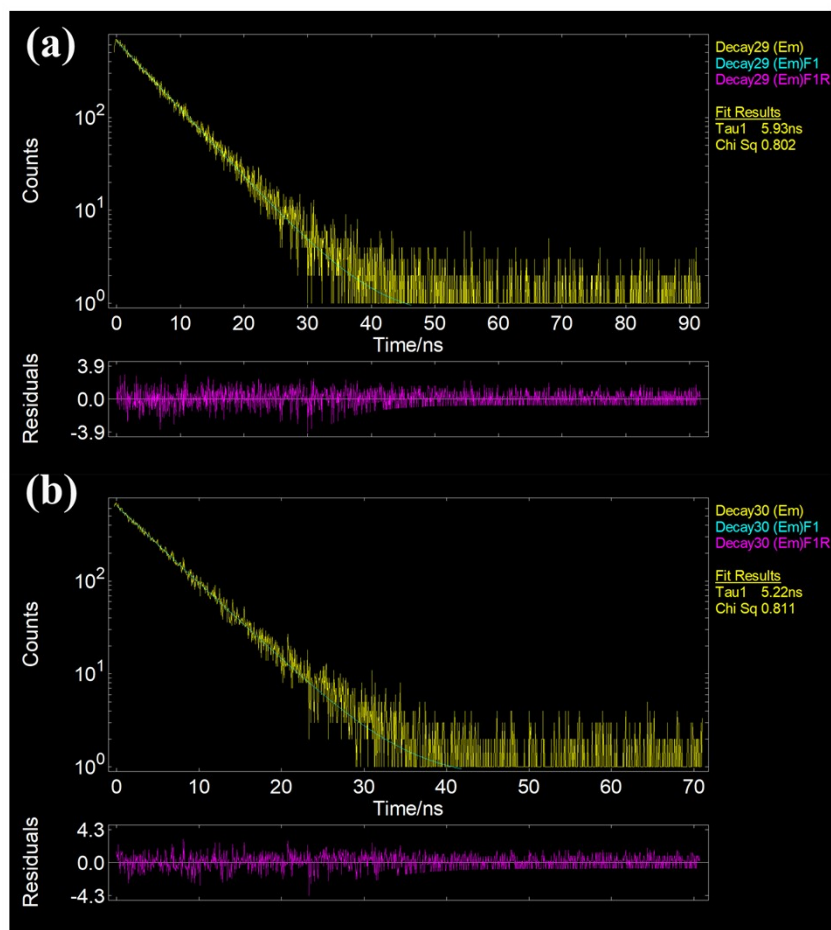 (a)
Decay29 (Em)
Decay29 (Em)F1
Decay29 (Em)F1R
Fit Results
Tau1 5.93ns
Chi Sq 0.802
Counts
10²
10¹
10⁰
0 10 20 30 40 50 60 70 80 90
Time/ns
Residuals
3.9
0.0
-3.9
(b)
Decay30 (Em)
Decay30 (Em)F1
Decay30 (Em)F1R
Fit Results
Tau1 5.22ns
Chi Sq 0.811
Counts
10²
10¹
10⁰
0 10 20 30 40 50 60 70
Time/ns
Residuals
4.3
0.0
-4.3